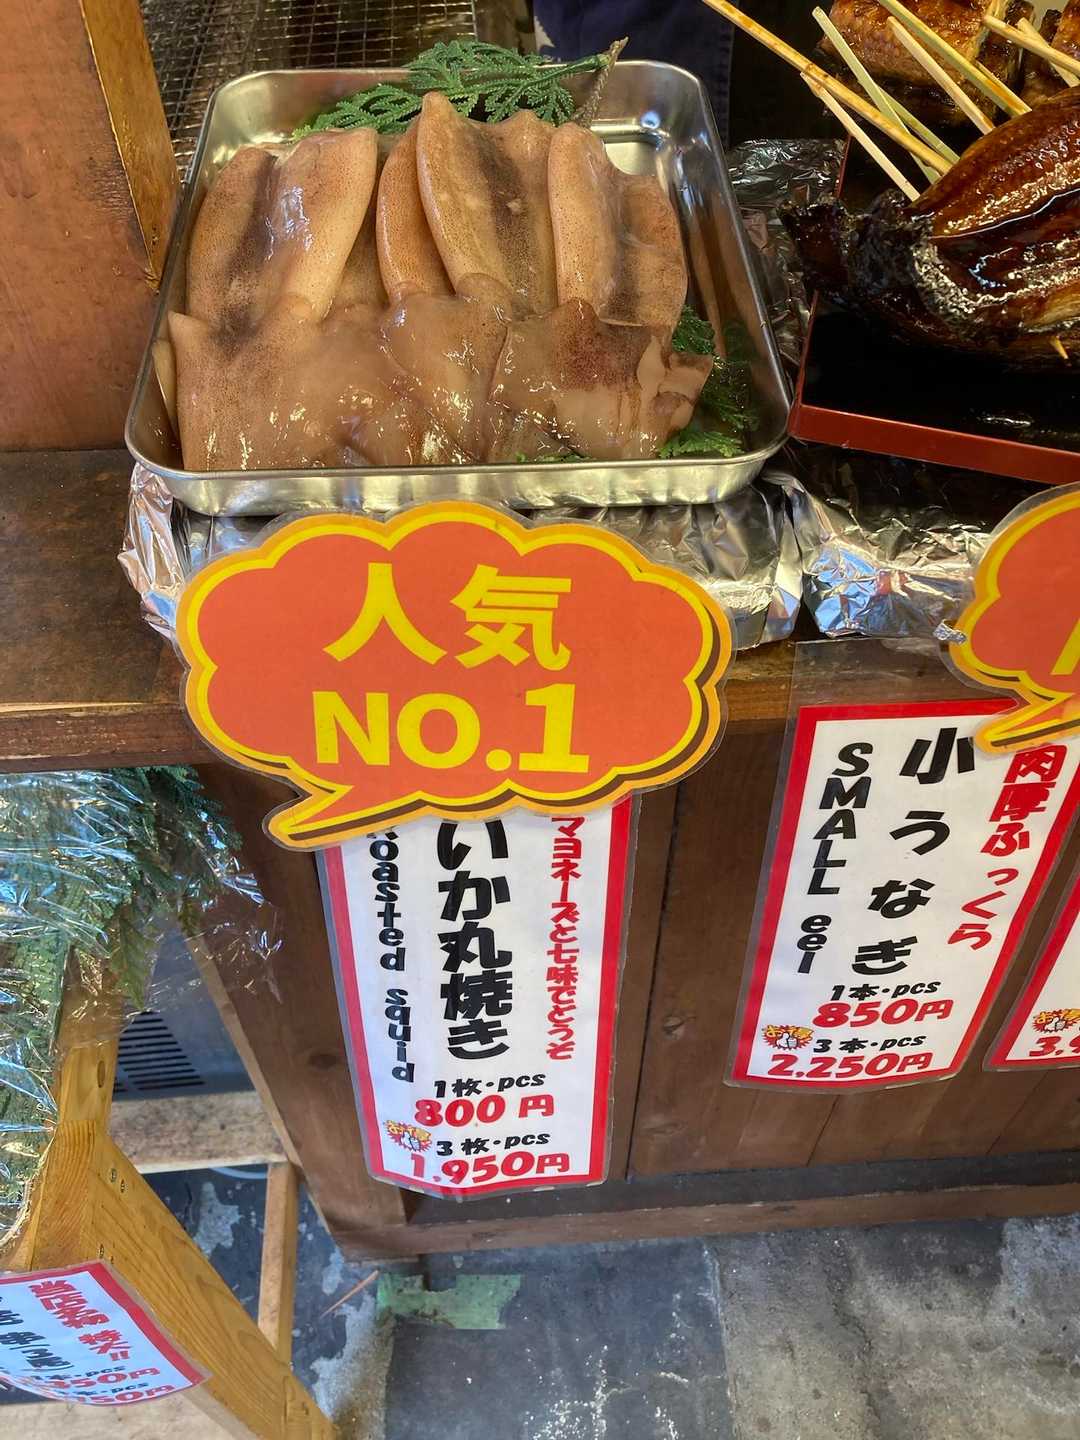 人気
NO.1
マヨネーズと七味でどうぞ
いか丸焼き
Roasted squid
1枚・pcs
800円
3枚・pcs
1,950円
肉厚ふっくら
小うなぎ
SMALL eel
1本・pcs
850円
3本・pcs
2,250円